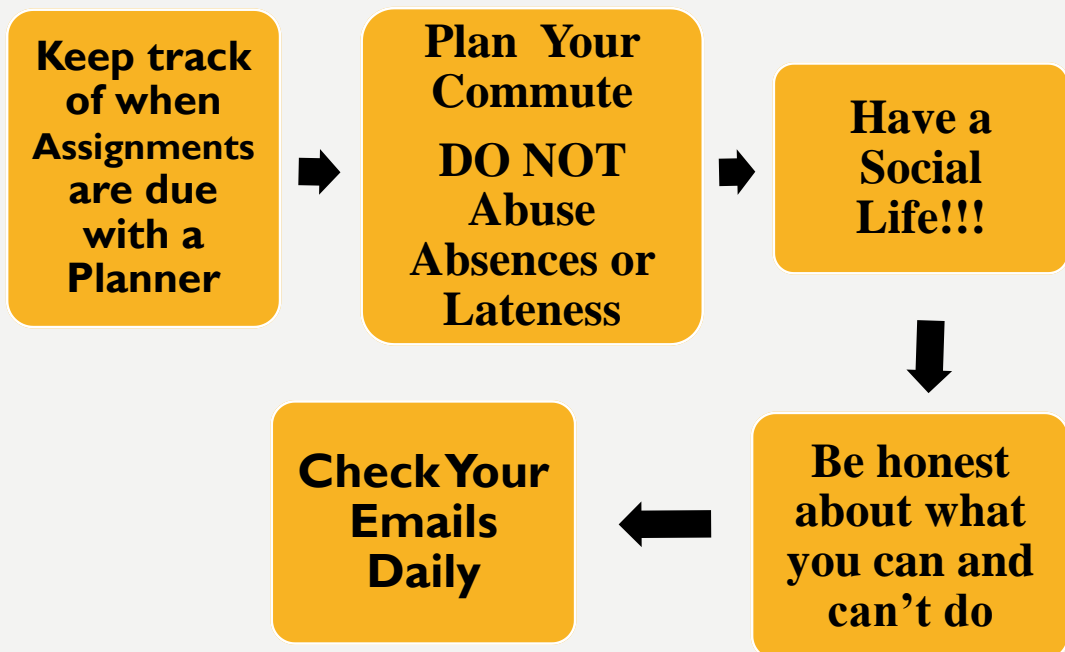 Keep track
of when
Assignments
are due
with a
Planner
Plan Your
Commute
DO NOT
Abuse
Absences or
Lateness
Have a
Social
Life!!!
Be honest
about what
you can and
can't do
Check Your
Emails
Daily